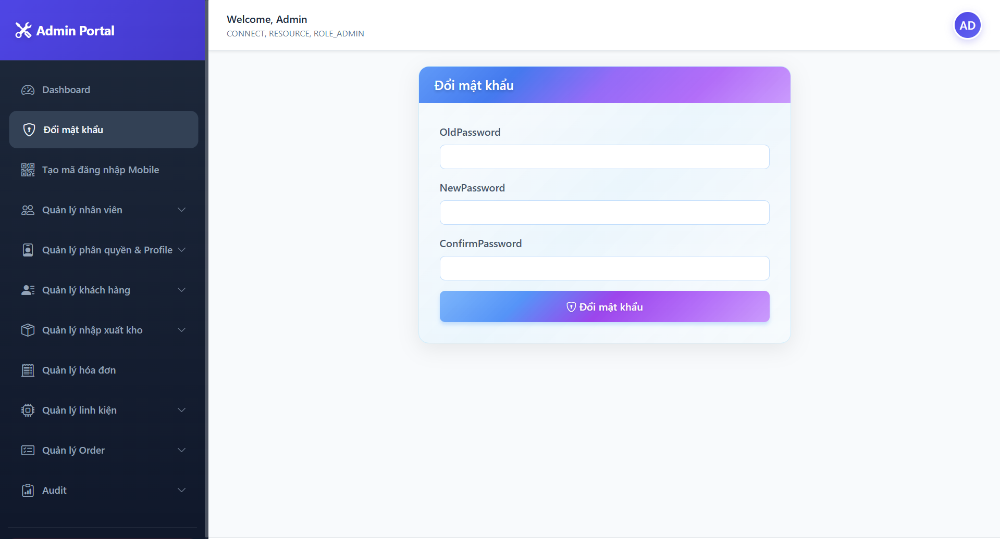 Admin Portal
Dashboard
Đổi mật khẩu
Tạo mã đăng nhập Mobile
Quản lý nhân viên
Quản lý phân quyền & Profile
Quản lý khách hàng
Quản lý nhập xuất kho
Quản lý hóa đơn
Quản lý linh kiện
Quản lý Order
Audit
Welcome, Admin
CONNECT, RESOURCE, ROLE_ADMIN
AD
Đổi mật khẩu
OldPassword
NewPassword
ConfirmPassword
Đổi mật khẩu